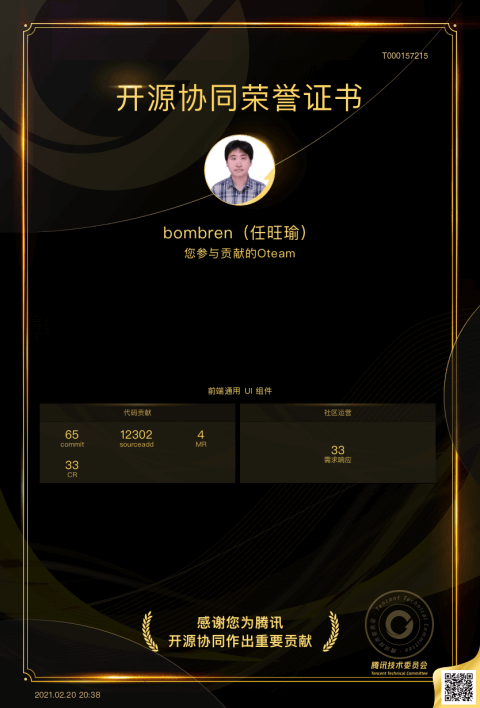 T000157215
开源协同荣誉证书
bombren（任旺瑜）
您参与贡献的Oteam
前端通用 UI 组件
代码贡献
社区运营
65
12302
4
commit
sourceadd
MR
33
CR
33
需求响应
感谢您为腾讯
开源协同作出重要贡献
Tencent Technical Committee
腾讯技术委员会
Tencent Technical Committee
2021.02.20 20:38